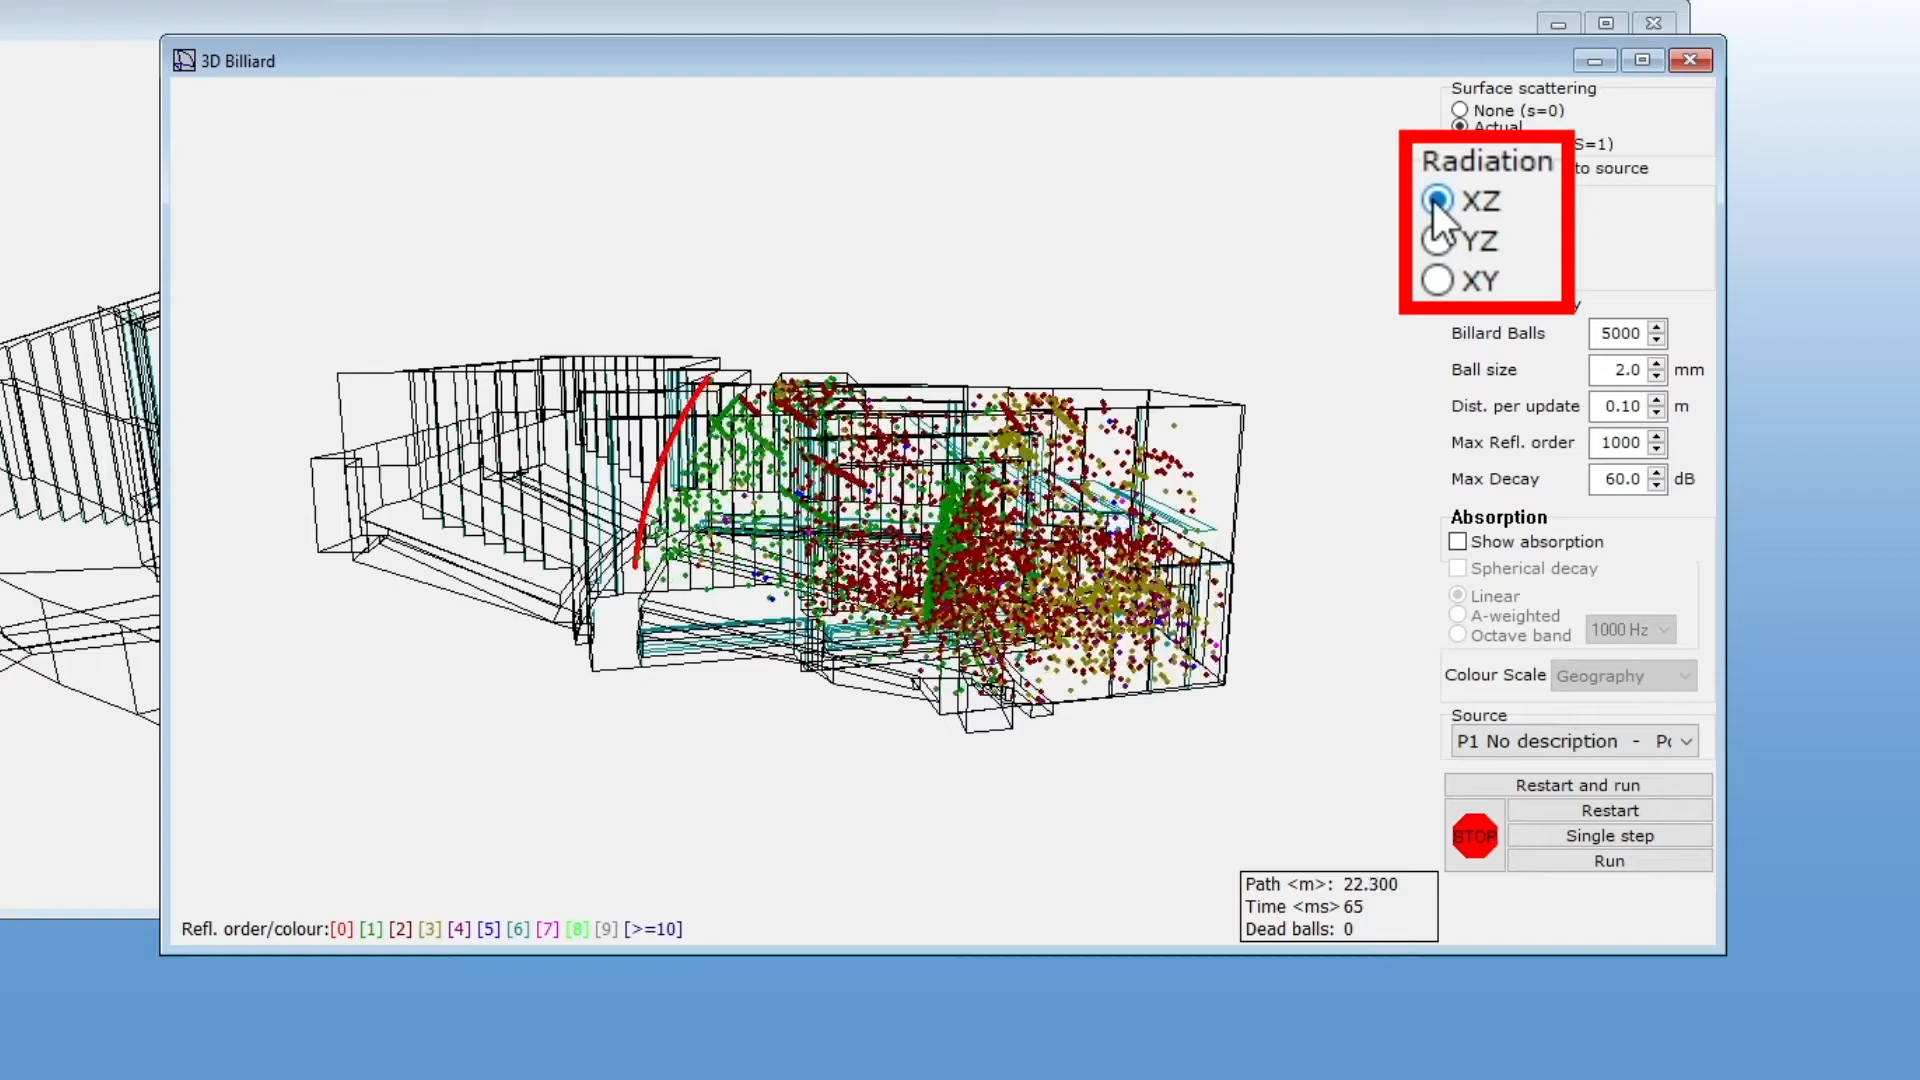 3D Billiard
Surface scattering
None (s=0)
Actual
S=1)
to source
Radiation
XZ
YZ
XY
Billard Balls 5000
Ball size 2.0 mm
Dist. per update 0.10 m
Max Refl. order 1000
Max Decay 60.0 dB
Absorption
Show absorption
Spherical decay
Linear
A-weighted
Octave band 1000 Hz
Colour Scale Geography
Source
P1 No description -
Restart and run
Restart
STOP
Single step
Run
Path <m>: 22.300
Time <ms> 65
Dead balls: 0
Refl. order/colour:[0] [1] [2] [3] [4] [5] [6] [7] [8] [9] [>=10]